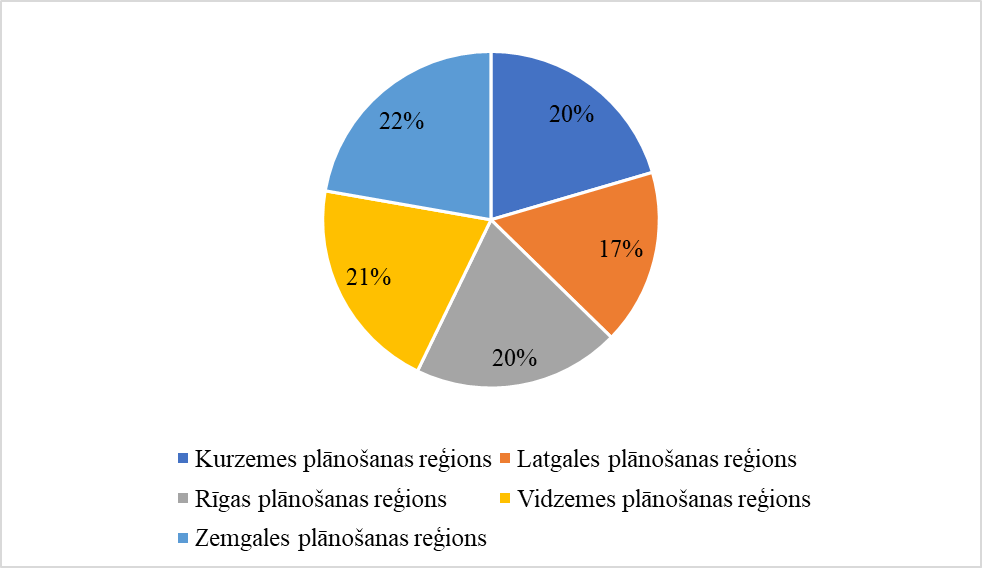 22%
20%
17%
21%
20%
Kurzemes plānošanas reģions
Latgales plānošanas reģions
Rīgas plānošanas reģions
Vidzemes plānošanas reģions
Zemgales plānošanas reģions